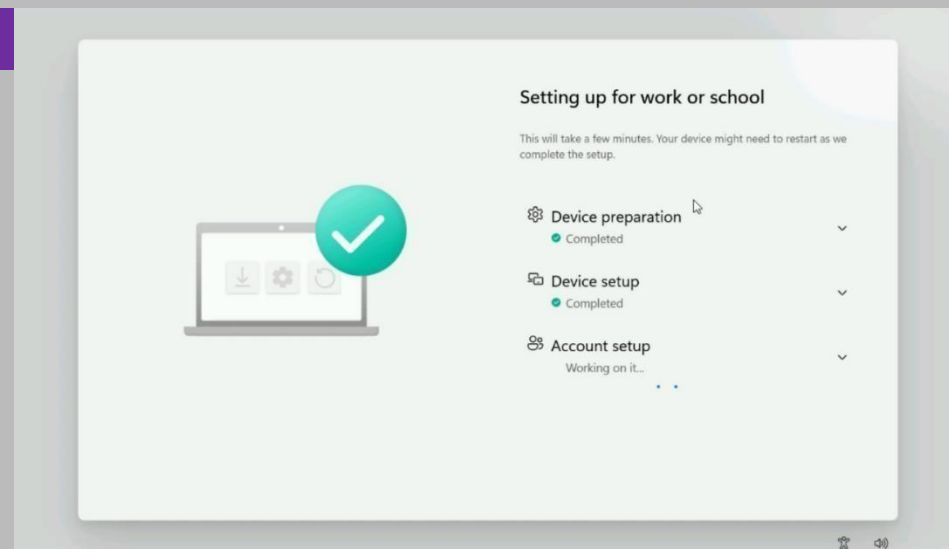 Setting up for work or school
This will take a few minutes. Your device might need to restart as we
complete the setup.
Device preparation
Completed
Device setup
Completed
Account setup
Working on it...